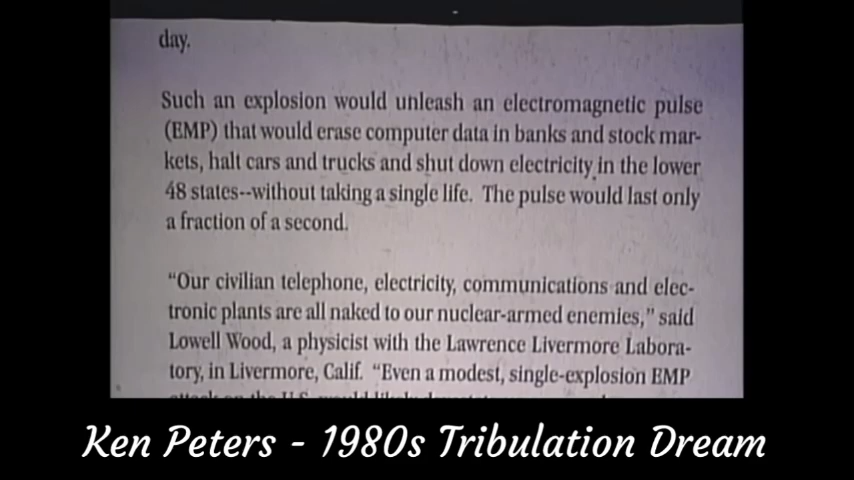 day.
Such an explosion would unleash an electromagnetic pulse
(EMP) that would erase computer data in banks and stock mar-
kets, halt cars and trucks and shut down electricity in the lower
48 states--without taking a single life. The pulse would last only
a fraction of a second.
“Our civilian telephone, electricity, communications and elec-
tronic plants are all naked to our nuclear-armed enemies,” said
Lowell Wood, a physicist with the Lawrence Livermore Labora-
tory, in Livermore, Calif. “Even a modest, single-explosion EMP
Ken Peters - 1980s Tribulation Dream